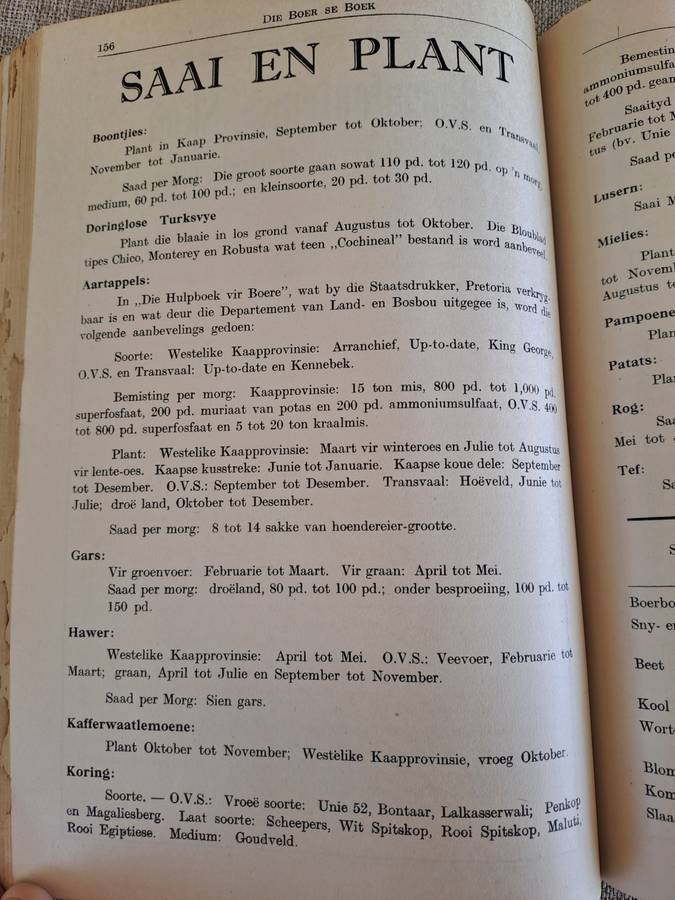 156
DIE BOER SE BOEK
SAAI EN PLANT
Boontjies:
Plant in Kaap Provinsie, September tot Oktober; O.V.S. en Transvaal,
November tot Januarie.
Saad per Morg: Die groot soorte gaan sowat 110 pd. tot 120 pd. op 'n morg,
medium, 60 pd. tot 100 pd.; en kleinsoorte, 20 pd. tot 30 pd.
Doringlose Turksvye
Plant die blaaie in los grond vanaf Augustus tot Oktober. Die Bloublad
tipes Chico, Monterey en Robusta wat teen „Cochineal” bestand is word aanbeveel.
Aartappels:
In „Die Hulpboek vir Boere”, wat by die Staatsdrukker, Pretoria verkryg-
baar is en wat deur die Departement van Land- en Bosbou uitgegee is, word die
volgende aanbevelings gedoen:
Soorte: Westelike Kaapprovinsie: Arranchief, Up-to-date, King George,
O.V.S. en Transvaal: Up-to-date en Kennebek.
Bemisting per morg: Kaapprovinsie: 15 ton mis, 800 pd. tot 1,000 pd.
superfosfaat, 200 pd. muriaat van potas en 200 pd. ammoniumsulfaat, O.V.S. 400
tot 800 pd. superfosfaat en 5 tot 20 ton kraalmis.
Plant: Westelike Kaapprovinsie: Maart vir winteroes en Julie tot Augustus
vir lente-oes. Kaapse kusstreke: Junie tot Januarie. Kaapse koue dele: September
tot Desember. O.V.S.: September tot Desember. Transvaal: Hoëveld, Junie tot
Julie; droë land, Oktober tot Desember.
Saad per morg: 8 tot 14 sakke van hoendereier-grootte.
Gars:
Vir groenvoer: Februarie tot Maart. Vir graan: April tot Mei.
Saad per morg: droëland, 80 pd. tot 100 pd.; onder besproeiing, 100 pd. tot
150 pd.
Hawer:
Westelike Kaapprovinsie: April tot Mei. O.V.S.: Veevoer, Februarie tot
Maart; graan, April tot Julie en September tot November.
Saad per Morg: Sien gars.
Kafferwaatlemoene:
Plant Oktober tot November; Westèlike Kaapprovinsie, vroeg Oktober.
Koring:
Soorte. — O.V.S.: Vroeë soorte: Unie 52, Bontaar, Lalkasserwali; Penkop
en Magaliesberg. Laat soorte: Scheepers, Wit Spitskop, Rooi Spitskop, Maluti,
Rooi Egiptiese. Medium: Goudveld.
Bemestin
ammoniumsulfa
tot 400 pd. gean
Saaityd
Februarie tot M
tus (bv. Unie
Saad p
Lusern:
Saai M
Mielies:
Plant
tot Novem
Augustus t
Pampoene
Plan
Patats:
Pla
Rog:
Saa
Mei tot
Tef:
S
S
Boerbo
Sny- e
Beet
Kool
Wort
Blom
Kom
Slaa